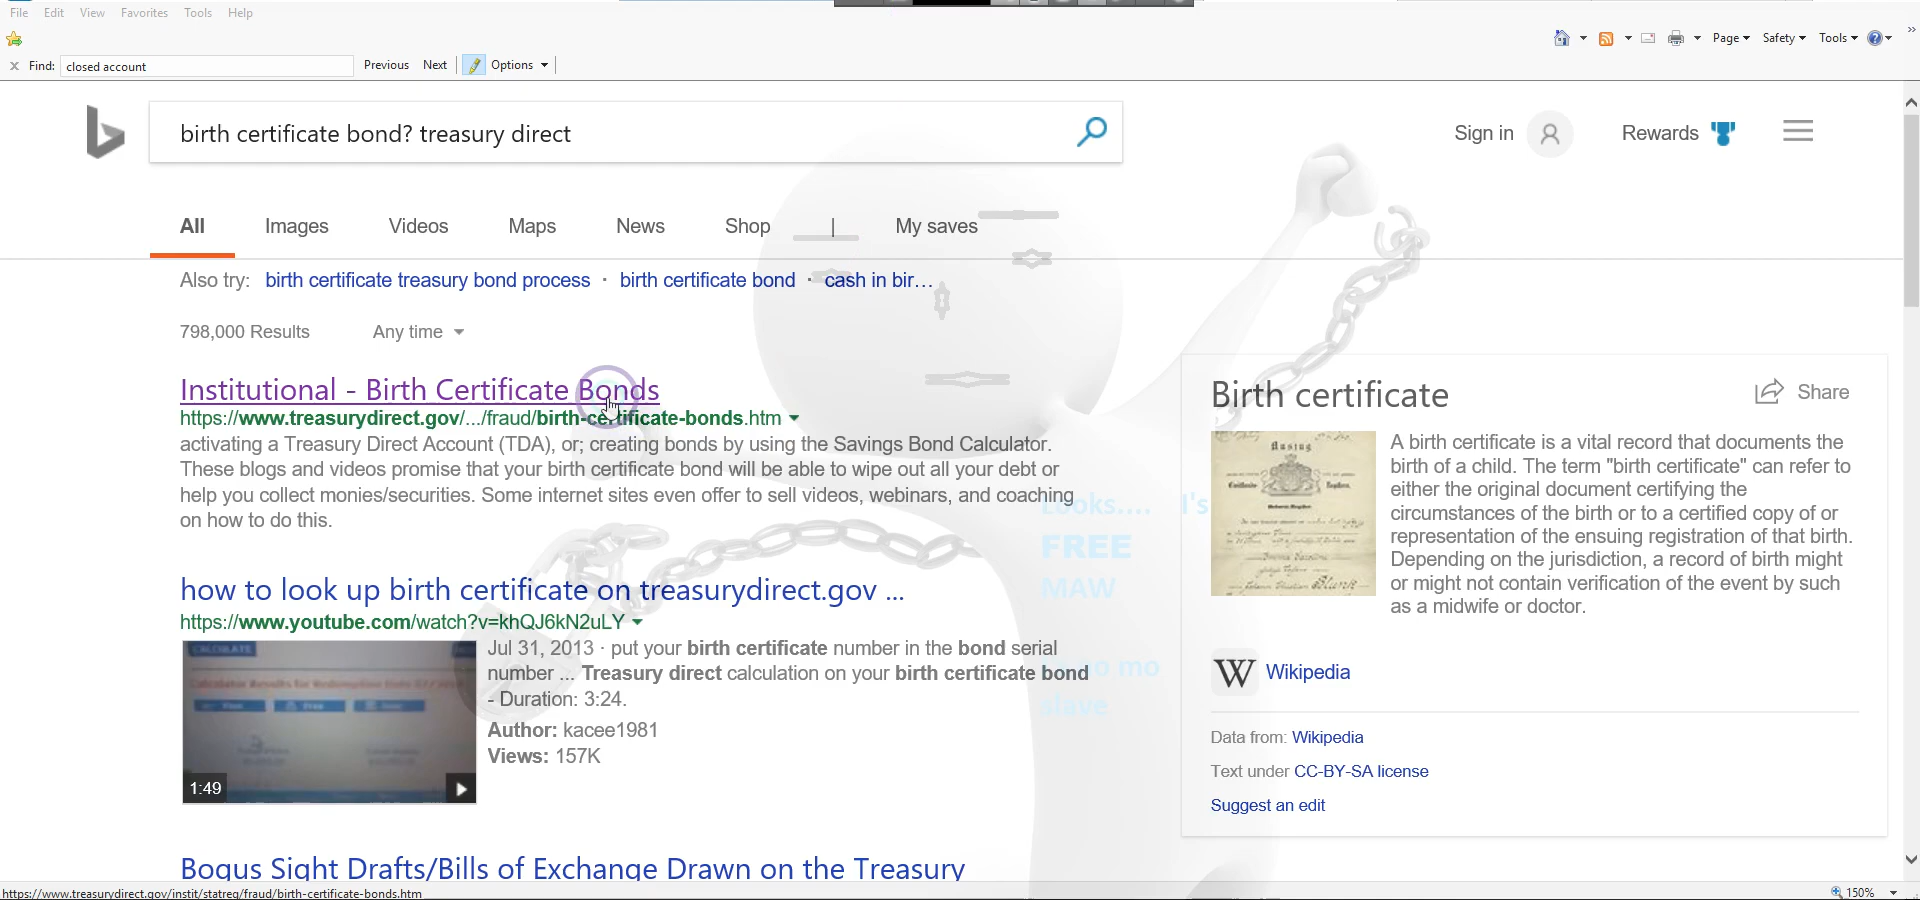 File Edit View Favorites Tools Help
Page Safety Tools »
x Find: closed account Previous Next Options
birth certificate bond? treasury direct
Sign in Rewards
All Images Videos Maps News Shop | My saves
Also try: birth certificate treasury bond process · birth certificate bond · cash in bir...
798,000 Results Any time
Institutional - Birth Certificate Bonds
https://www.treasurydirect.gov/.../fraud/birth-certificate-bonds.htm
activating a Treasury Direct Account (TDA), or; creating bonds by using the Savings Bond Calculator.
These blogs and videos promise that your birth certificate bond will be able to wipe out all your debt or
help you collect monies/securities. Some internet sites even offer to sell videos, webinars, and coaching
on how to do this.
how to look up birth certificate on treasurydirect.gov ...
https://www.youtube.com/watch?v=khQJ6kN2uLY
CALCULATE
1:49
Jul 31, 2013 · put your birth certificate number in the bond serial
number ... Treasury direct calculation on your birth certificate bond
- Duration: 3:24.
Author: kacee1981
Views: 157K
Bogus Sight Drafts/Bills of Exchange Drawn on the Treasury
Looks.... I's
FREE
MAW
no mo
slave
Birth certificate
Share
A birth certificate is a vital record that documents the
birth of a child. The term "birth certificate" can refer to
either the original document certifying the
circumstances of the birth or to a certified copy of or
representation of the ensuing registration of that birth.
Depending on the jurisdiction, a record of birth might
or might not contain verification of the event by such
as a midwife or doctor.
W Wikipedia
Data from: Wikipedia
Text under CC-BY-SA license
Suggest an edit
https://www.treasurydirect.gov/instit/statreg/fraud/birth-certificate-bonds.htm
150%